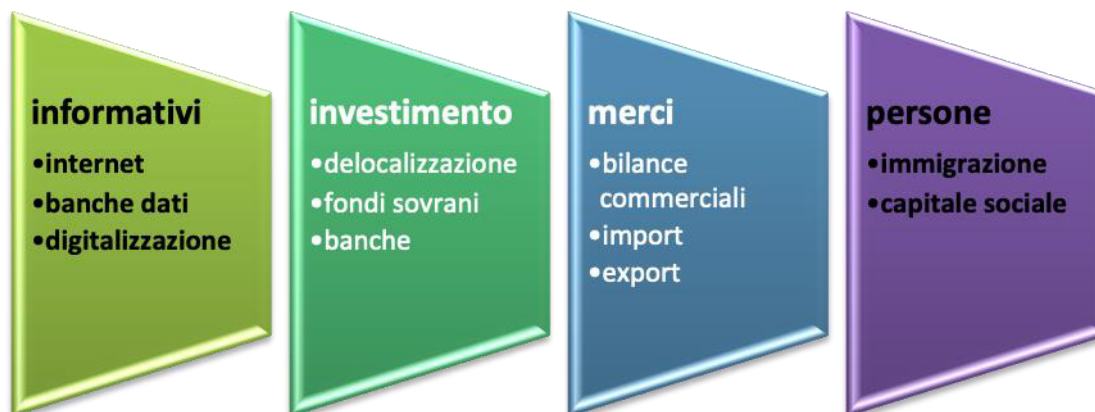 informativi
•internet
•banche dati
•digitalizzazione
investimento
•delocalizzazione
•fondi sovrani
•banche
merci
•bilance
commerciali
•import
•export
persone
•immigrazione
•capitale sociale